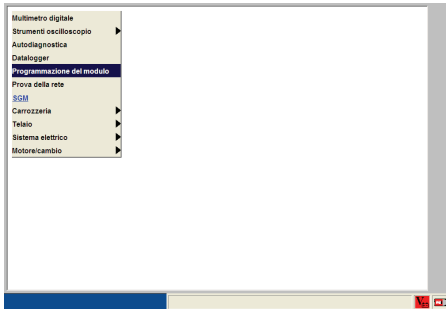 Multimetro digitale
Strumenti oscilloscopio
Autodiagnostica
Datalogger
Programmazione del modulo
Prova della rete
SGM
Carrozzeria
Telaio
Sistema elettrico
Motore/cambio